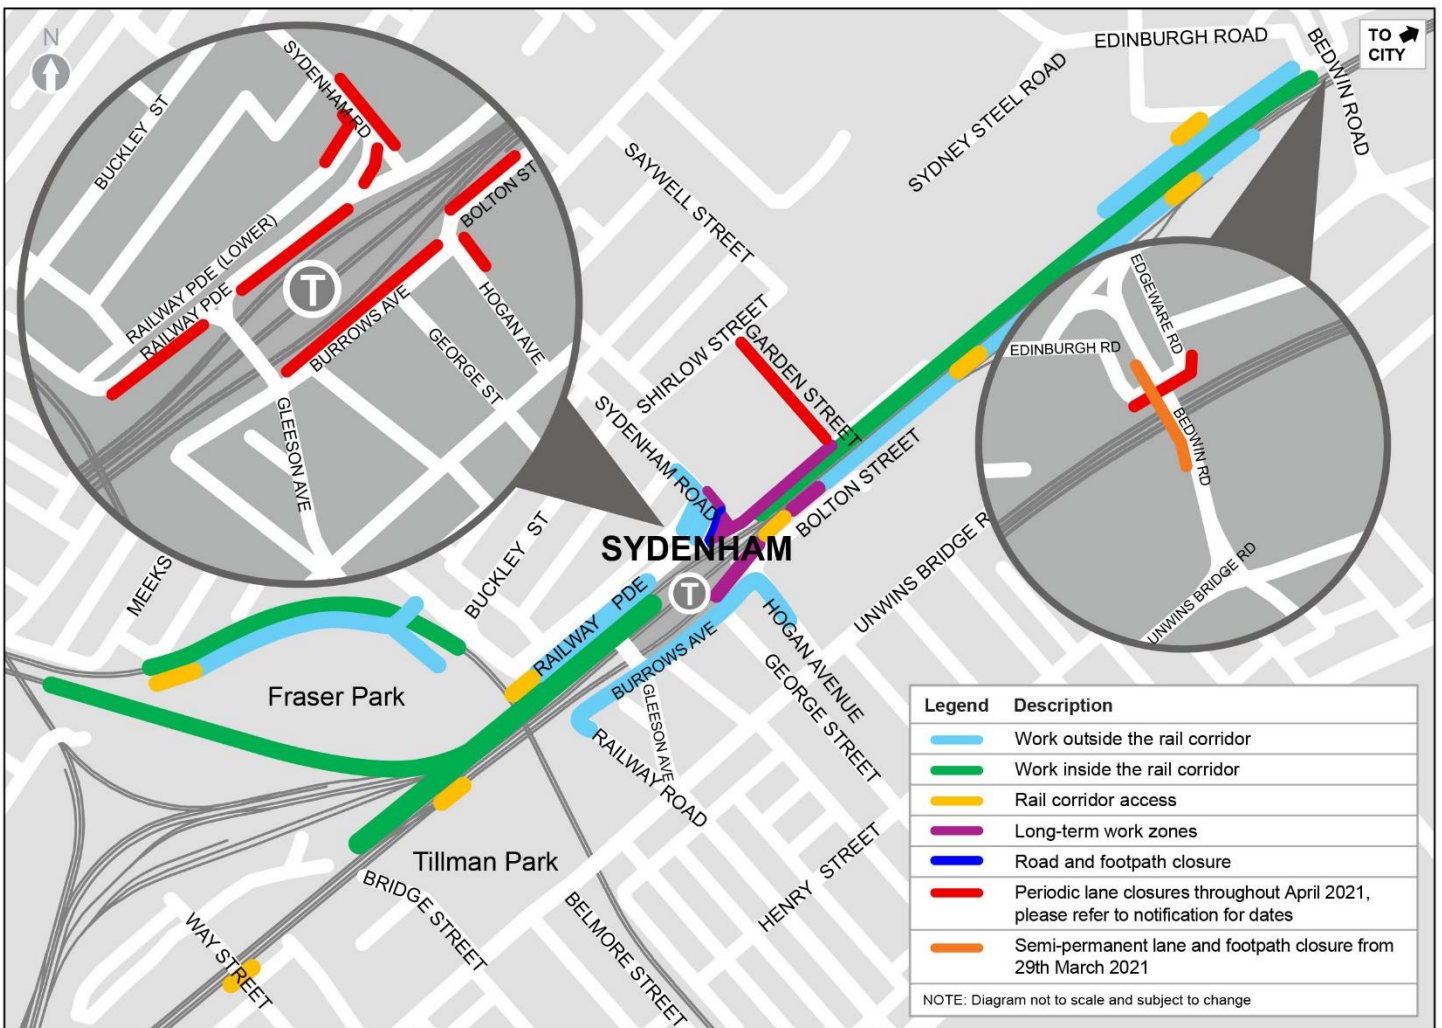 N
TO
CITY
EDINBURGH ROAD
BEDWIN ROAD
SYDNEY STEEL ROAD
SAYWELL STREET
SHIRLOW STREET
GARDEN STREET
SYDENHAM ROAD
BOLTON STREET
SYDENHAM
T
UNWINS BRIDGE R
BUCKLEY ST
MEEKS
RAILWAY PDE
BURROWS AVE
HOGAN AVENUE
GEORGE STREET
GLEESON AVE
RAILWAY ROAD
HENRY STREET
BELMORE STREET
BRIDGE STREET
WAY STREET
Fraser Park
Tillman Park
SYDENHAM RD
BUCKLEY ST
RAILWAY PDE (LOWER)
RAILWAY PDE
T
BOLTON ST
BURROWS AVE
HOGAN AVE
GEORGE ST
GLEESON AVE
EDGEWARE RD
EDINBURGH RD
BEDWIN RD
UNWINS BRIDGE RD
Legend Description
Work outside the rail corridor
Work inside the rail corridor
Rail corridor access
Long-term work zones
Road and footpath closure
Periodic lane closures throughout April 2021,
please refer to notification for dates
Semi-permanent lane and footpath closure from
29th March 2021
NOTE: Diagram not to scale and subject to change